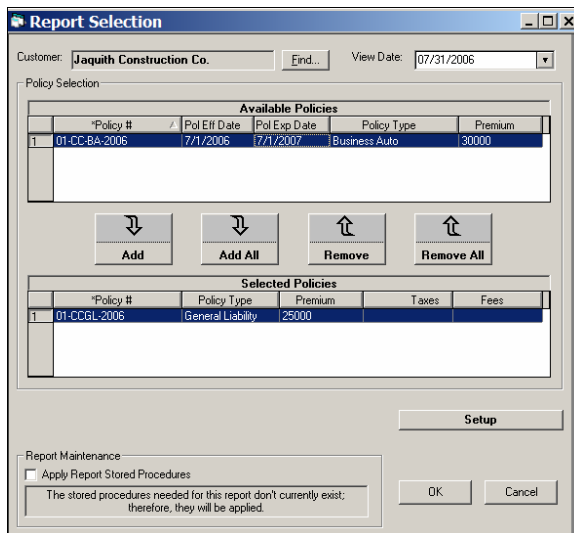 Report Selection
Customer: Jaquith Construction Co. Find... View Date: 07/31/2006
Policy Selection
Available Policies
*Policy # Pol Eff Date Pol Exp Date Policy Type Premium
1 01-CC-BA-2006 7/1/2006 7/1/2007 Business Auto 30000
Add Add All Remove Remove All
Selected Policies
*Policy # Policy Type Premium Taxes Fees
1 01-CCGL-2006 General Liability 25000
Setup
Report Maintenance
Apply Report Stored Procedures
The stored procedures needed for this report don't currently exist;
therefore, they will be applied.
OK Cancel